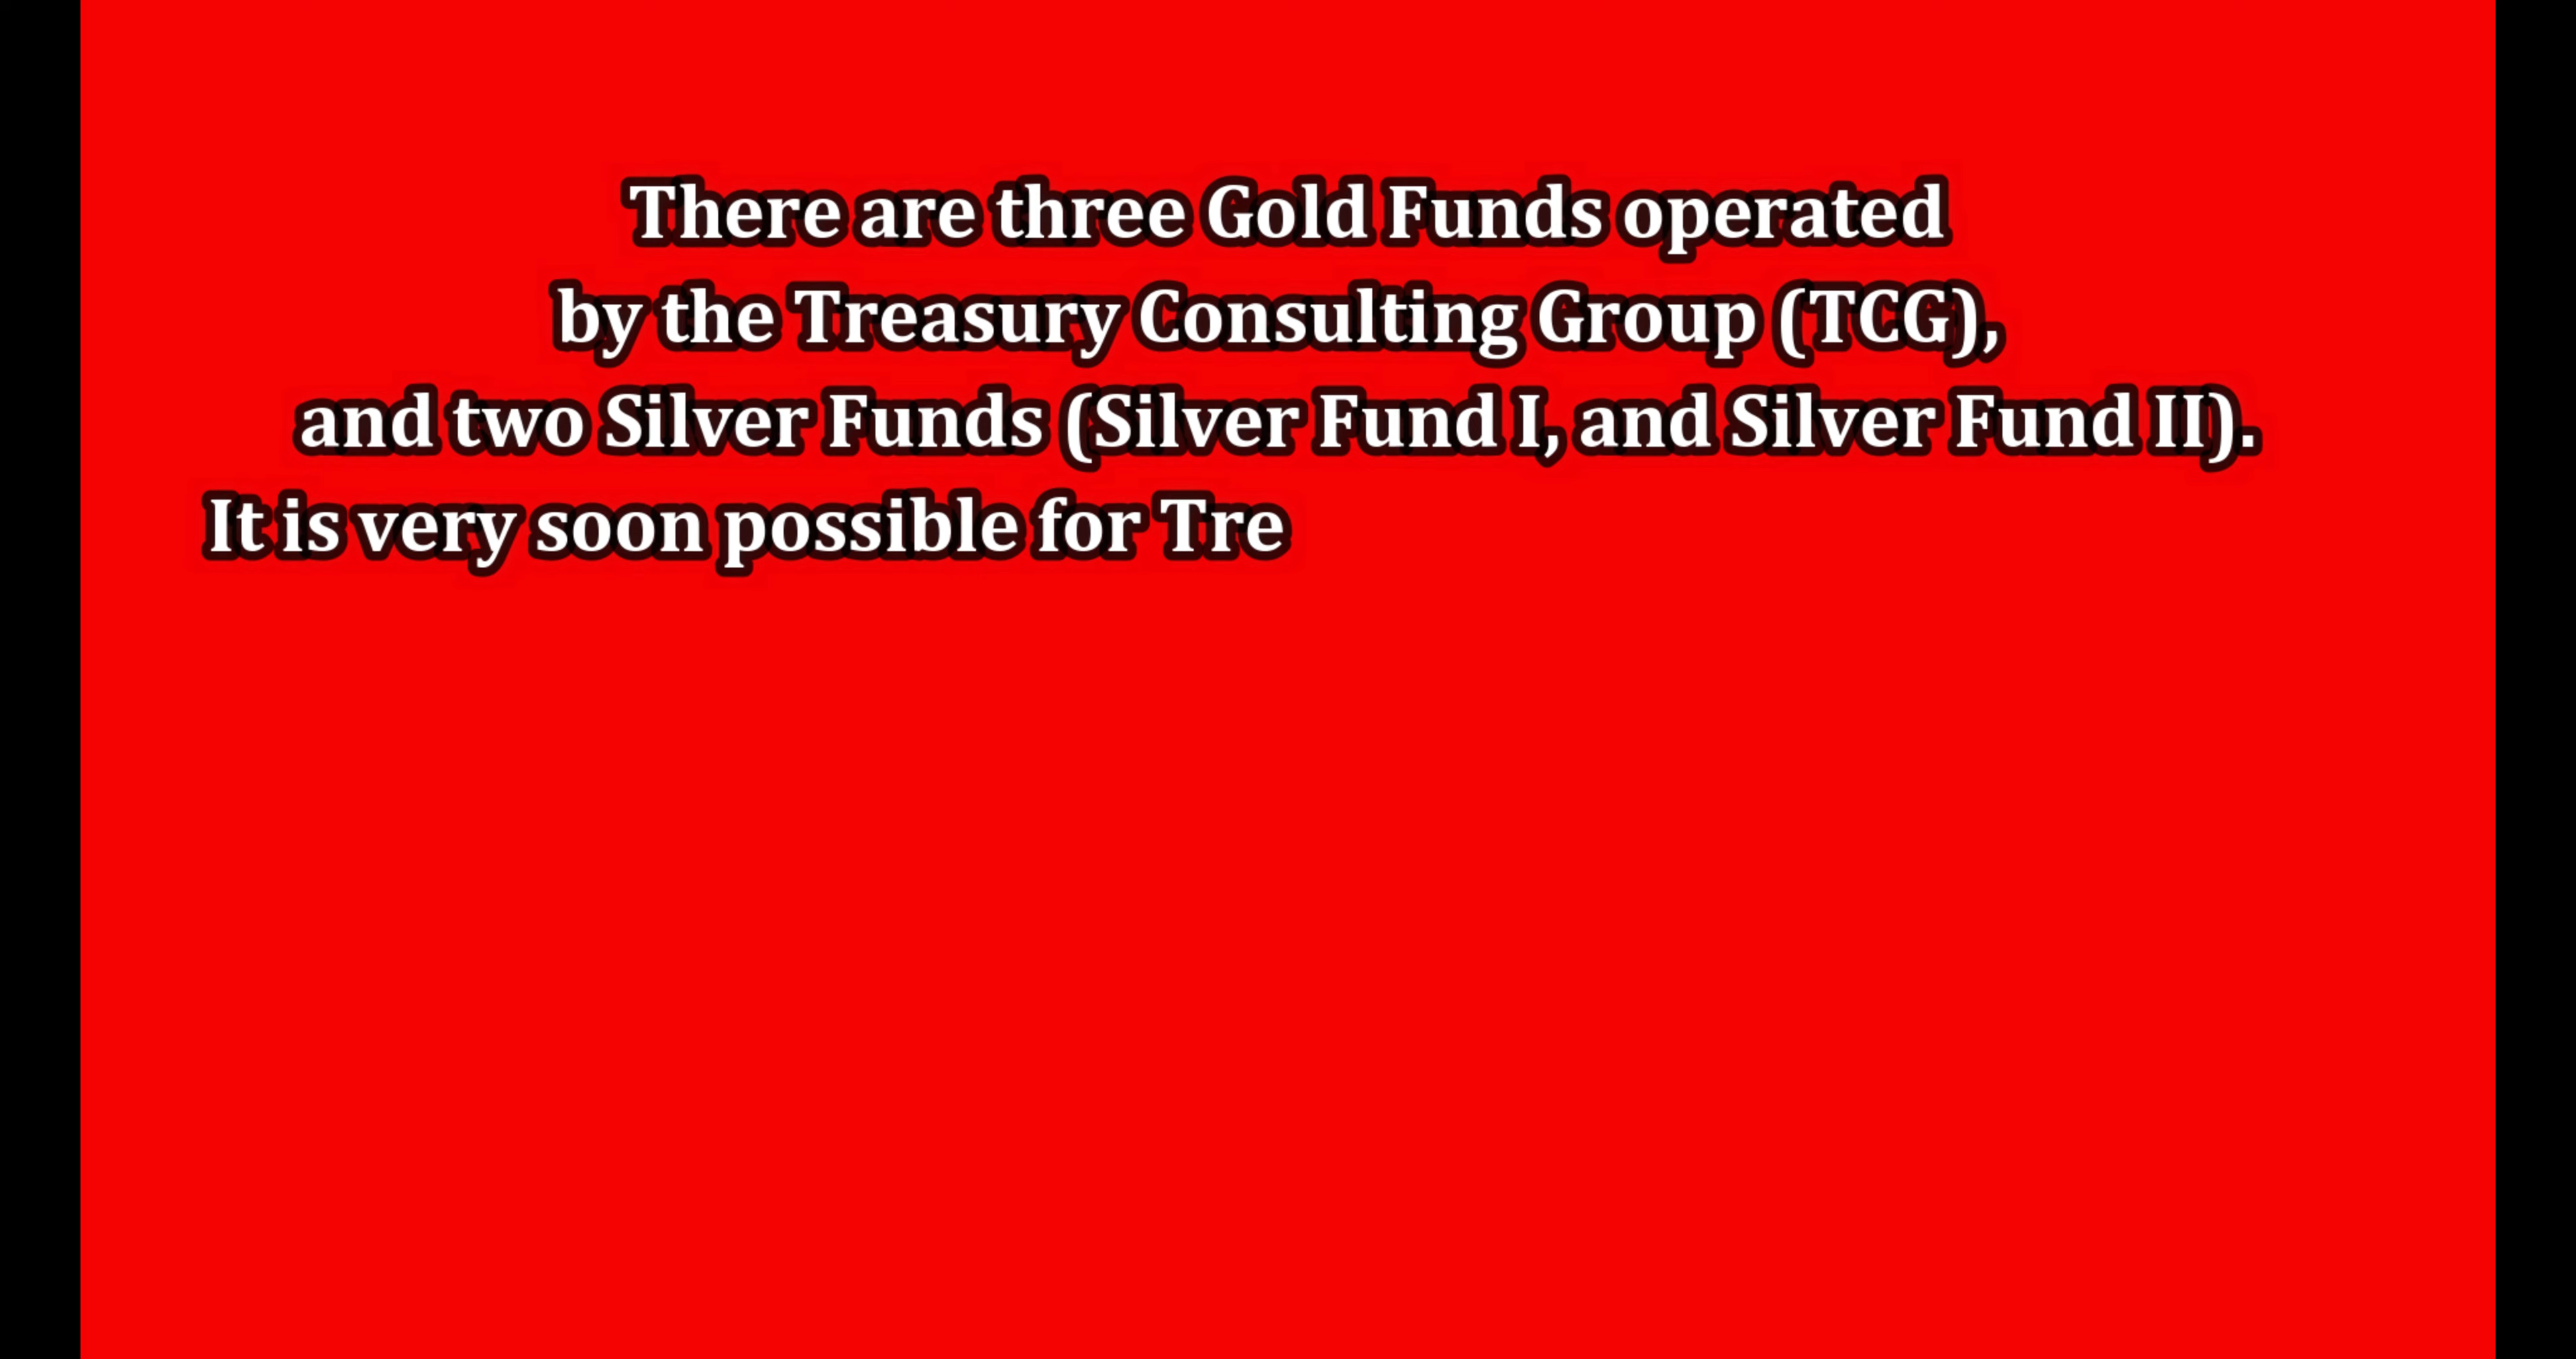 There are three Gold Funds operated
by the Treasury Consulting Group (TCG),
and two Silver Funds (Silver Fund I, and Silver Fund II).
It is very soon possible for Tre